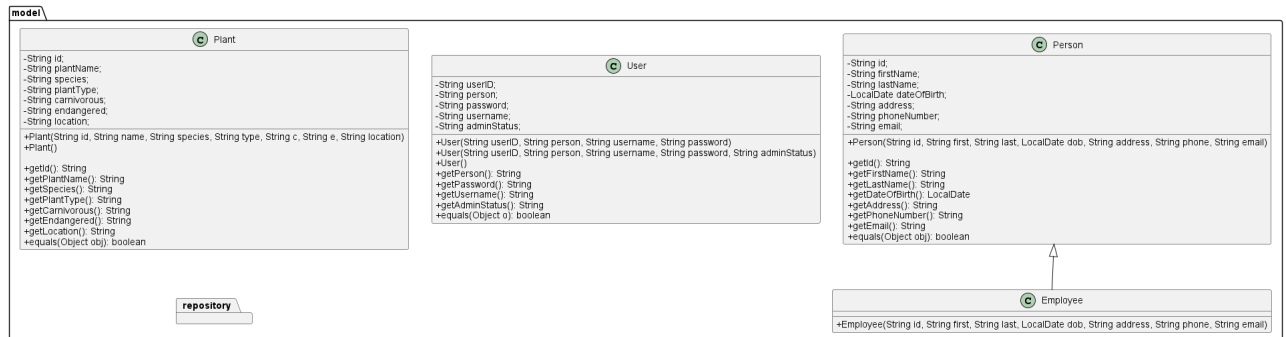 model
C Plant
-String id;
-String plantName;
-String species;
-String plantType;
-String carnivorous;
-String endangered;
-String location;
+Plant(String id, String name, String species, String type, String c, String e, String location)
+Plant()
+getId(): String
+getPlantName(): String
+getSpecies(): String
+getPlantType(): String
+getCarnivorous(): String
+getEndangered(): String
+getLocation(): String
+equals(Object obj): boolean
C User
-String userID;
-String person;
-String password;
-String username;
-String adminStatus;
+User(String userID, String person, String username, String password)
+User(String userID, String person, String username, String password, String adminStatus)
+User()
+getPerson(): String
+getPassword(): String
+getUsername(): String
+getAdminStatus(): String
+equals(Object o): boolean
C Person
-String id;
-String firstName;
-String lastName;
-LocalDate dateOfBirth;
-String address;
-String phoneNumber;
-String email;
+Person(String id, String first, String last, LocalDate dob, String address, String phone, String email)
+getId(): String
+getFirstName(): String
+getLastName(): String
+getDateOfBirth(): LocalDate
+getAddress(): String
+getPhoneNumber(): String
+getEmail(): String
+equals(Object obj): boolean
repository
C Employee
+Employee(String id, String first, String last, LocalDate dob, String address, String phone, String email)